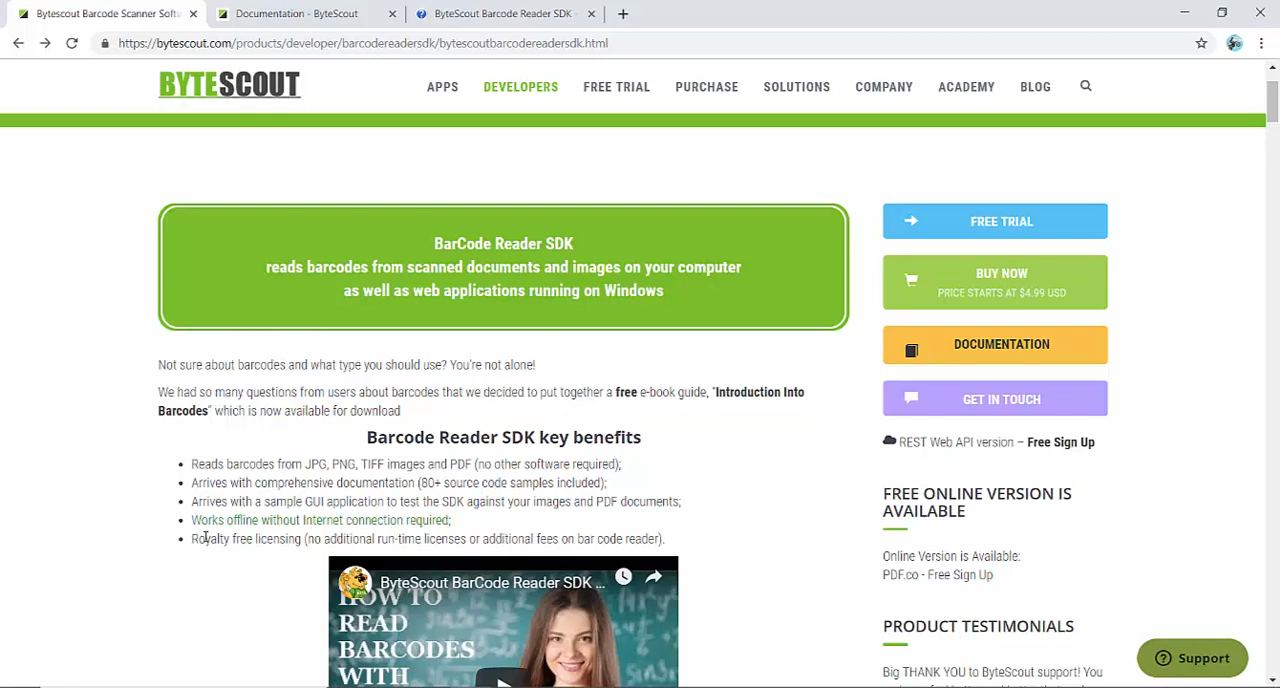 Bytescout Barcode Scanner Softw
Documentation - ByteScout
ByteScout Barcode Reader SDK -
https://bytescout.com/products/developer/barcodereadersdk/bytescoutbarcodereadersdk.html
BYTESCOUT
APPS DEVELOPERS FREE TRIAL PURCHASE SOLUTIONS COMPANY ACADEMY BLOG
BarCode Reader SDK
reads barcodes from scanned documents and images on your computer
as well as web applications running on Windows
Not sure about barcodes and what type you should use? You're not alone!
We had so many questions from users about barcodes that we decided to put together a free e-book guide, "Introduction Into
Barcodes" which is now available for download
Barcode Reader SDK key benefits
• Reads barcodes from JPG, PNG, TIFF images and PDF (no other software required);
• Arrives with comprehensive documentation (80+ source code samples included);
• Arrives with a sample GUI application to test the SDK against your images and PDF documents;
• Works offline without Internet connection required;
• Royalty free licensing (no additional run-time licenses or additional fees on bar code reader).
ByteScout BarCode Reader SDK ...
HOW TO
READ
BARCODES
WITH
FREE TRIAL
BUY NOW
PRICE STARTS AT $4.99 USD
DOCUMENTATION
GET IN TOUCH
REST Web API version – Free Sign Up
FREE ONLINE VERSION IS
AVAILABLE
Online Version is Available:
PDF.co - Free Sign Up
PRODUCT TESTIMONIALS
Big THANK YOU to ByteScout support! You
Support